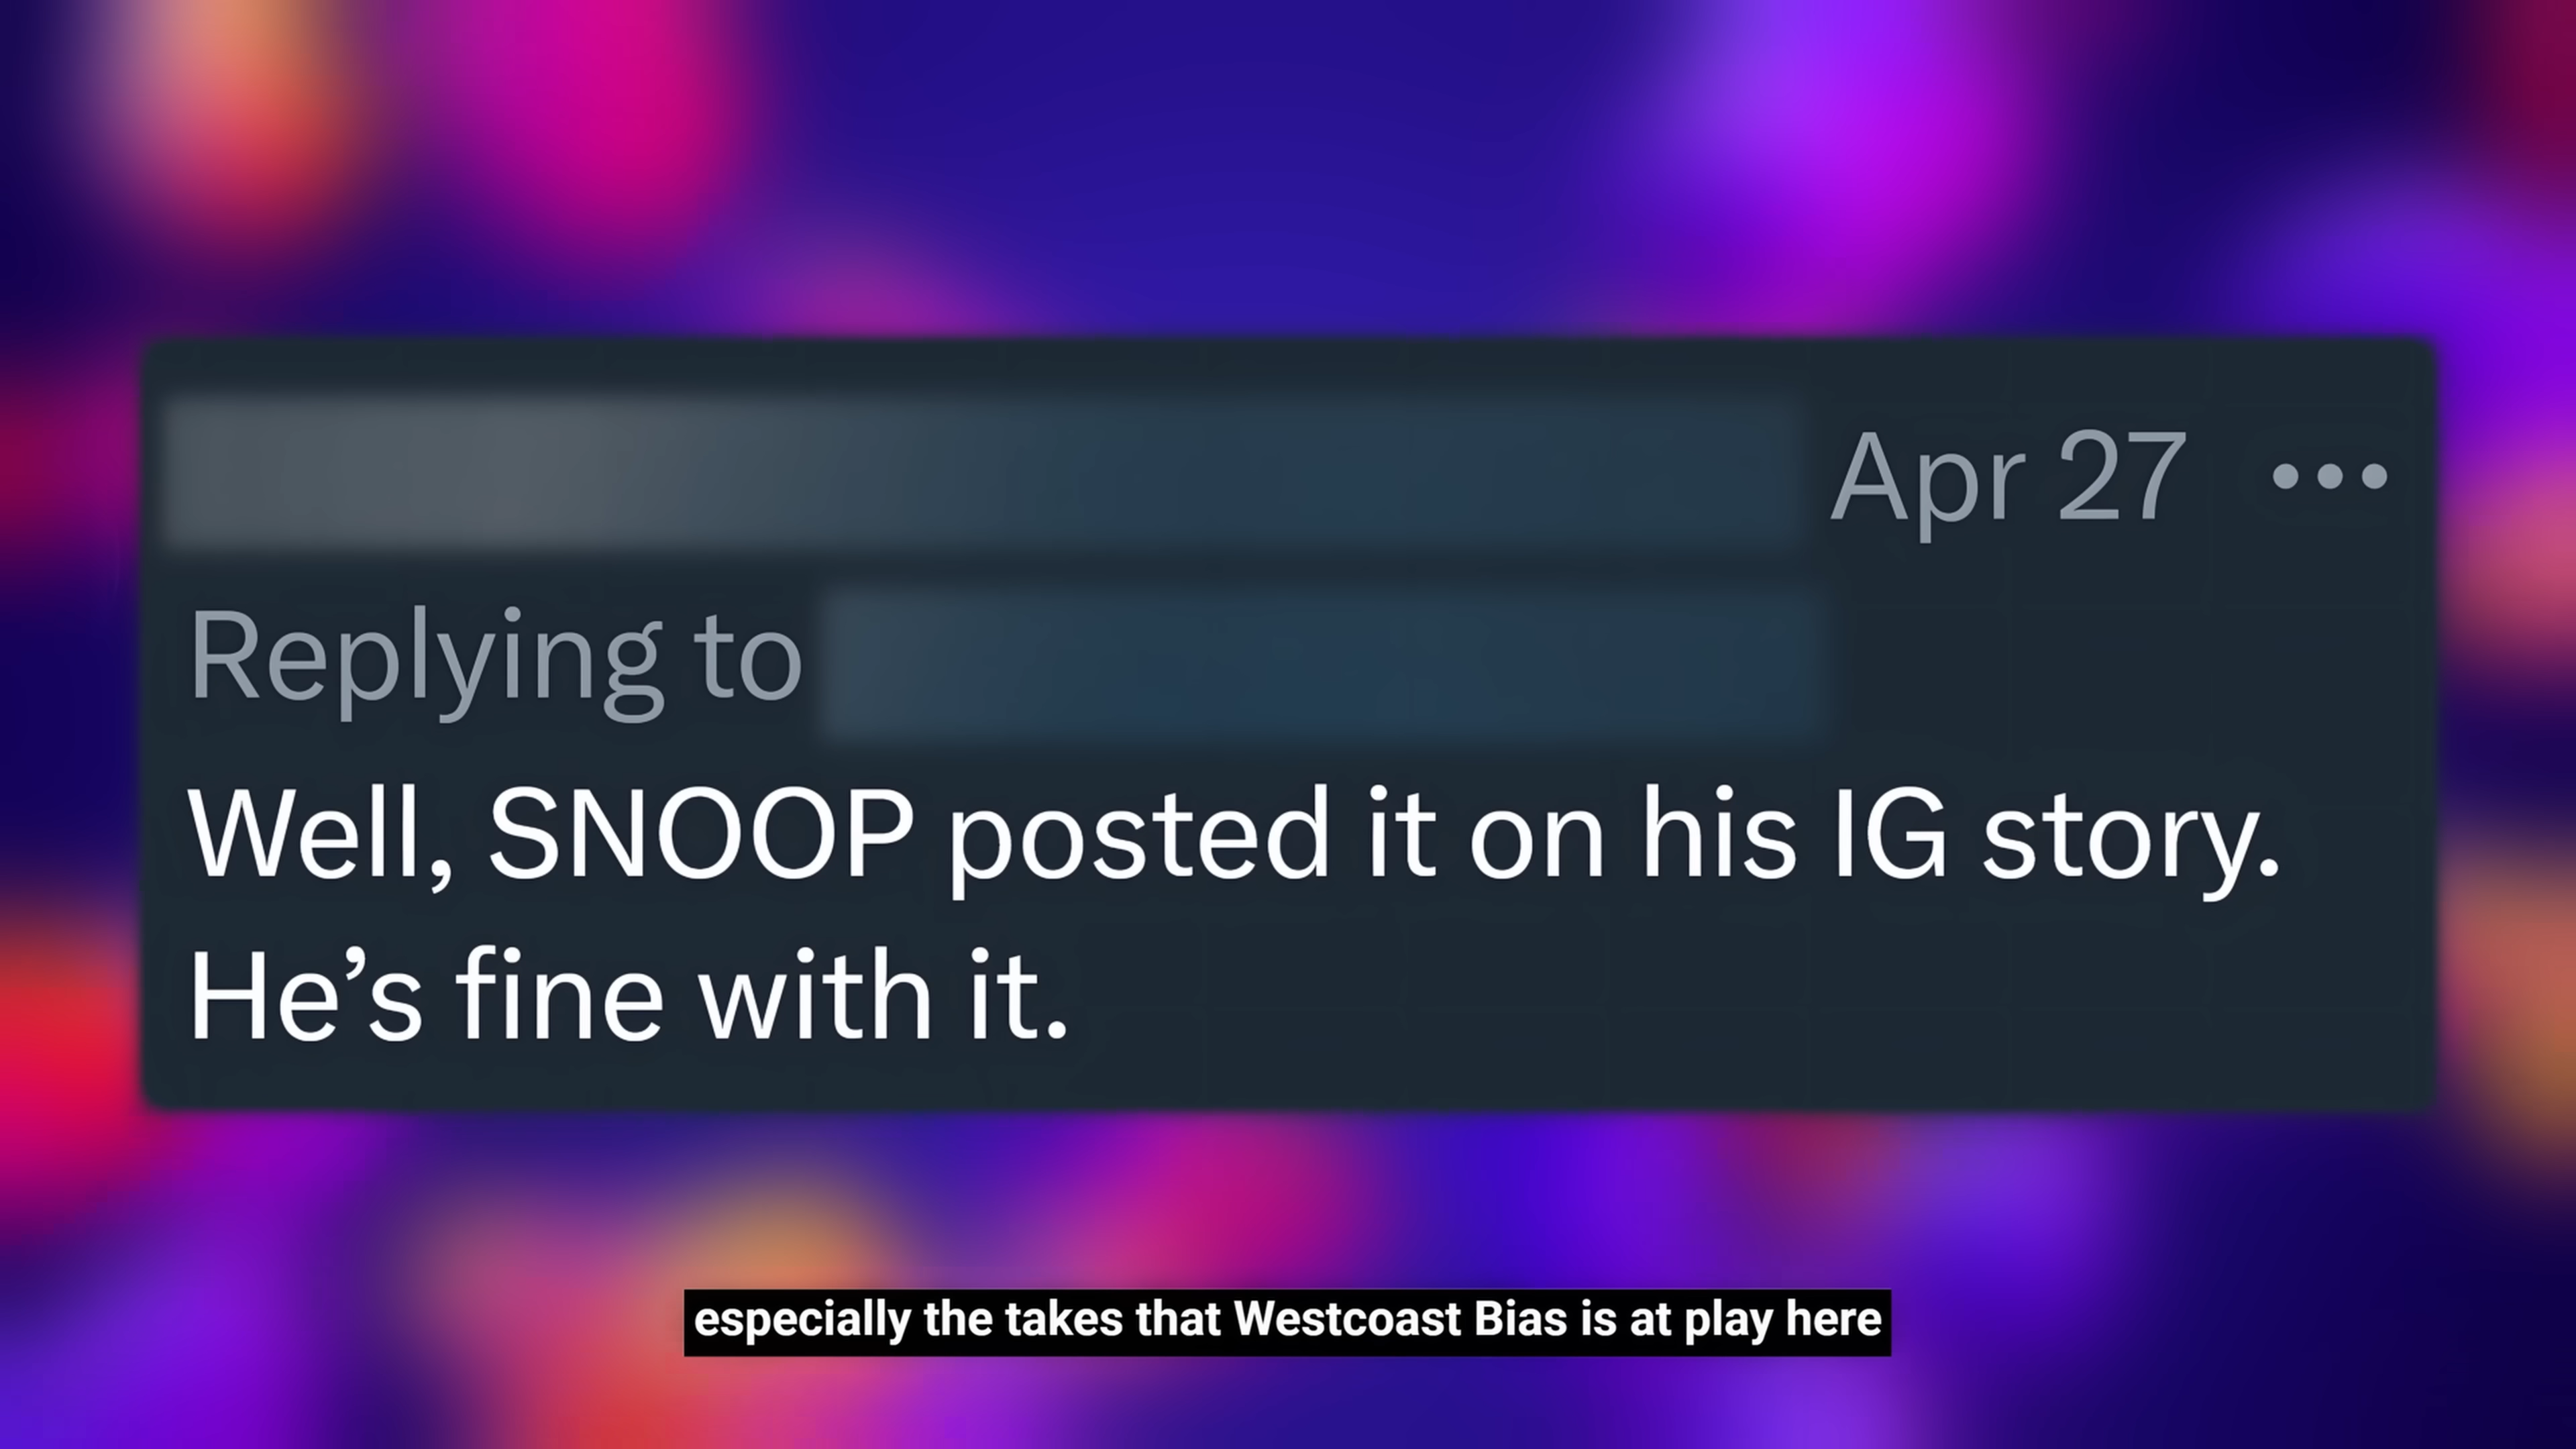 Apr 27 •••
Replying to
Well, SNOOP posted it on his IG story.
He’s fine with it.
especially the takes that Westcoast Bias is at play here